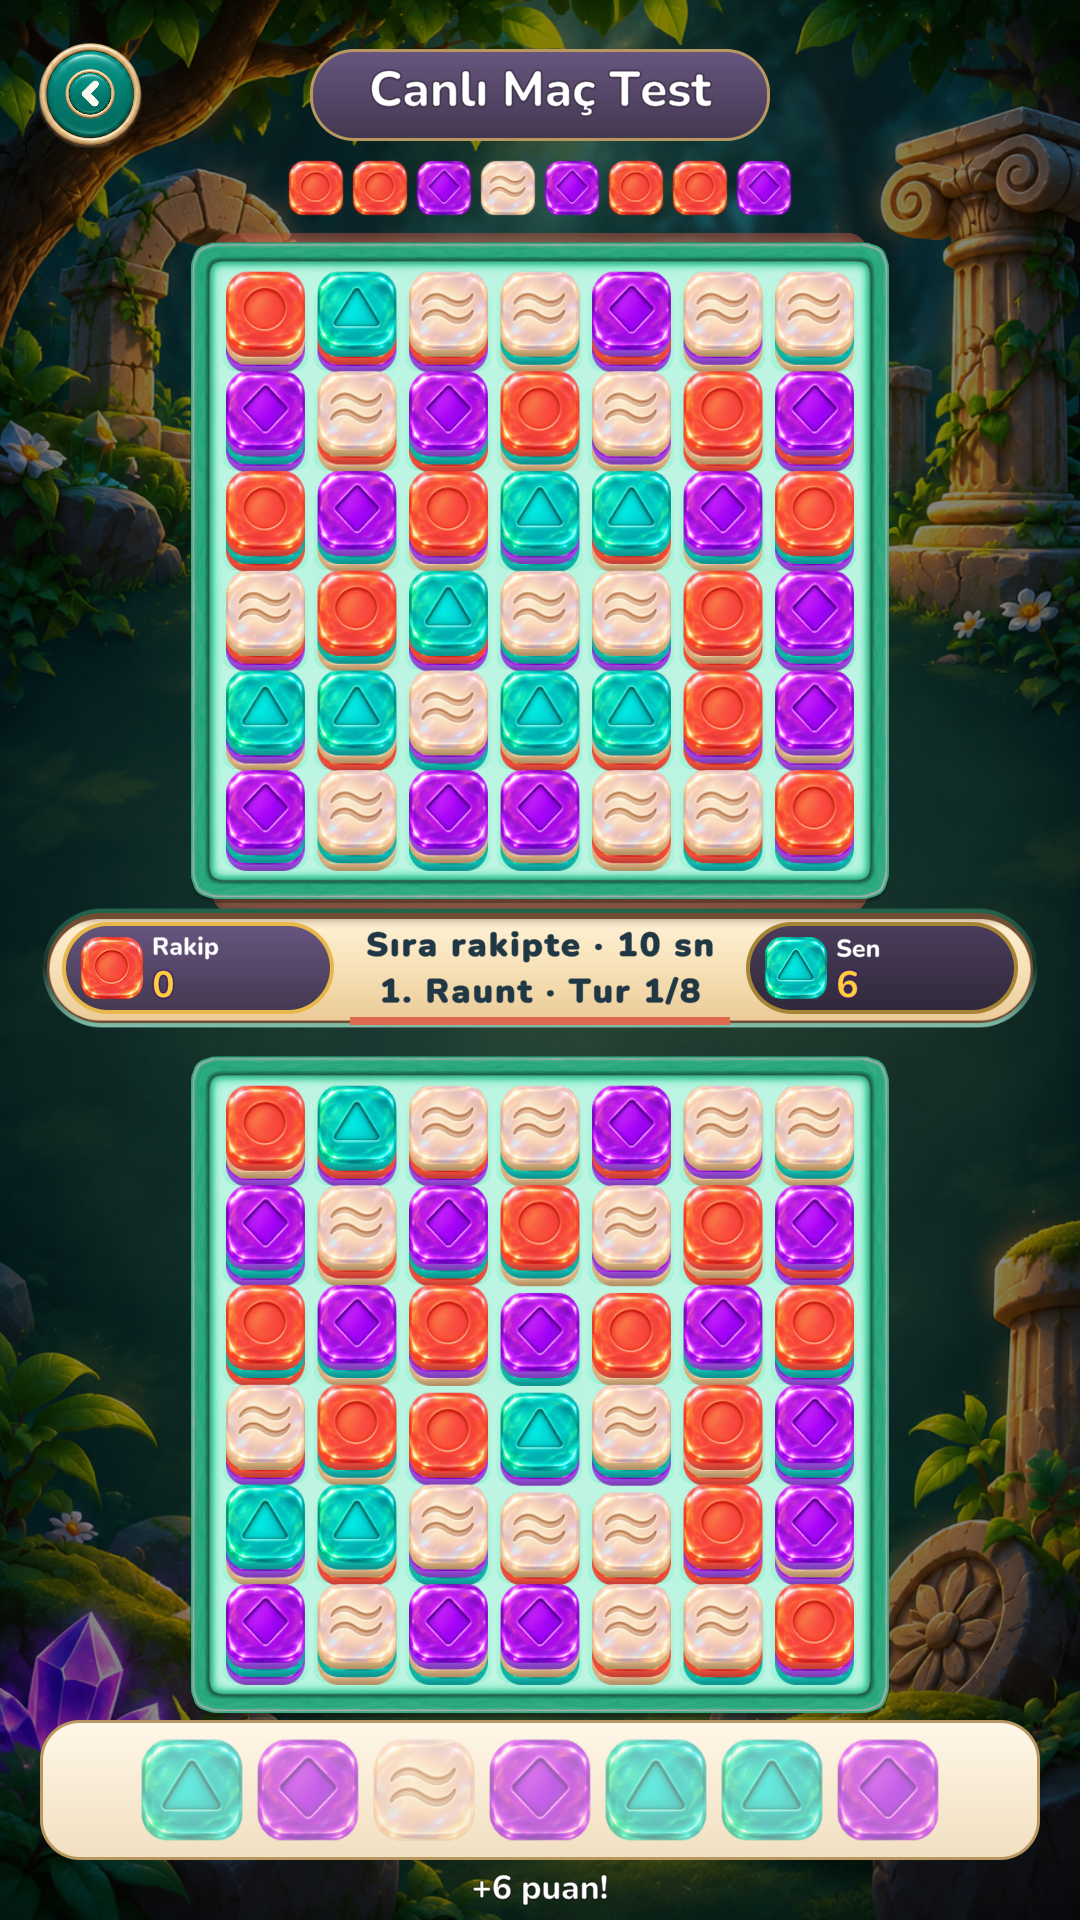 Canlı Maç Test
Rakip
0
Sıra rakipte · 10 sn
1. Raunt · Tur 1/8
Sen
6
+6 puan!